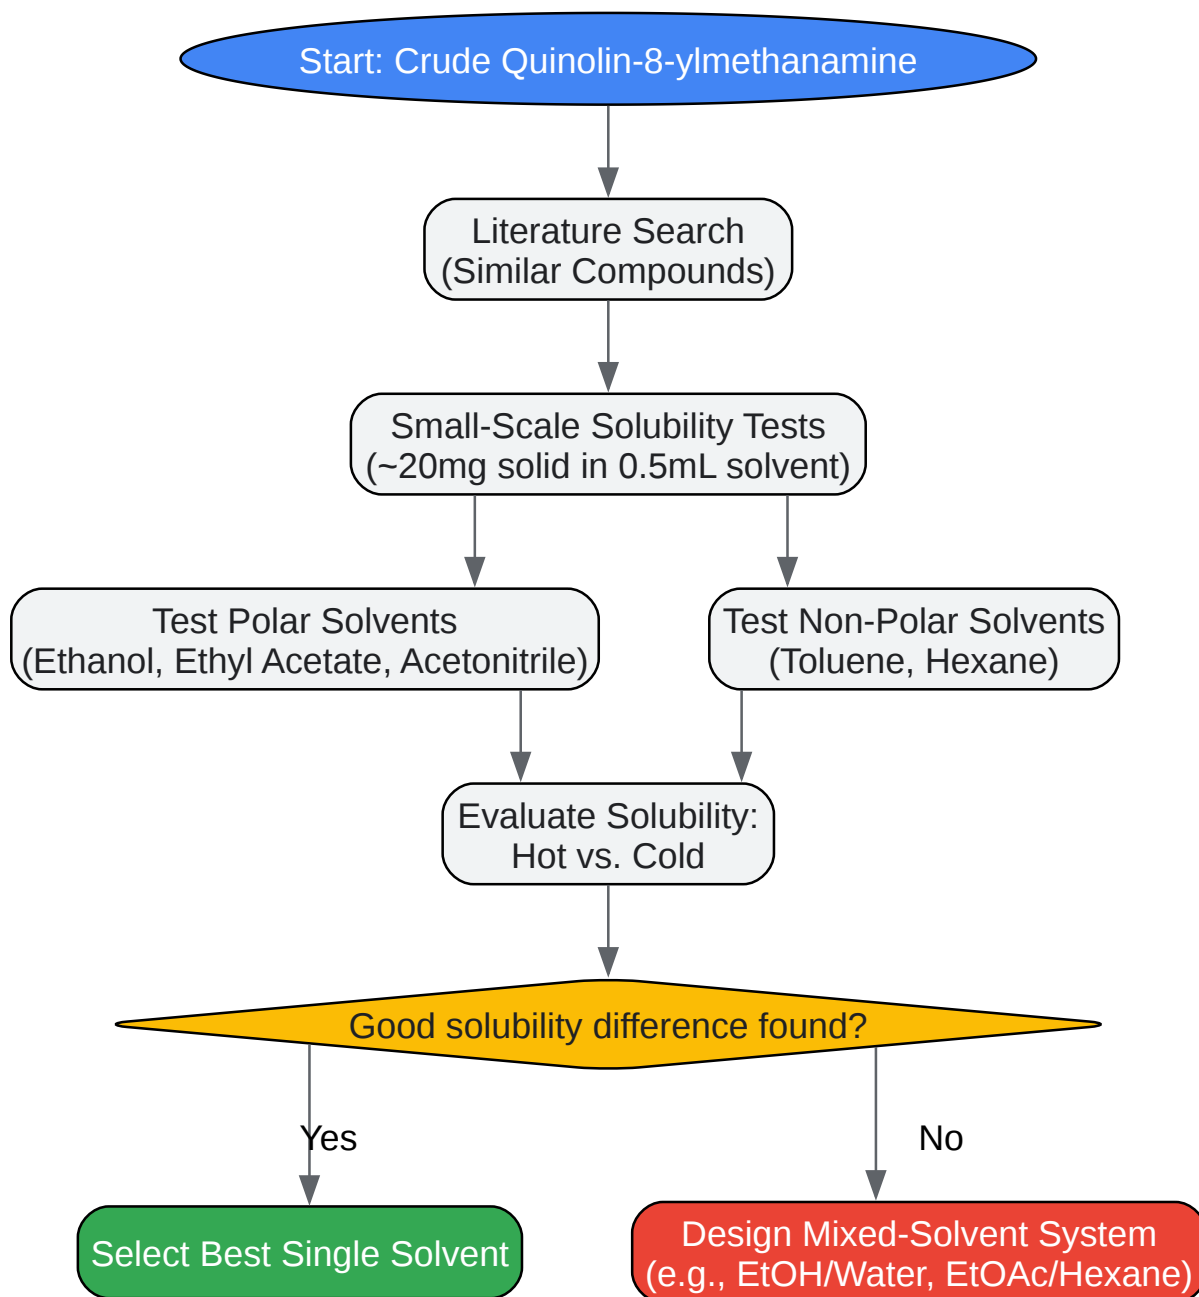 Start: Crude Quinolin-8-ylmethanamine
Literature Search
(Similar Compounds)
Small-Scale Solubility Tests
(~20mg solid in 0.5mL solvent)
Test Polar Solvents
(Ethanol, Ethyl Acetate, Acetonitrile)
Test Non-Polar Solvents
(Toluene, Hexane)
Evaluate Solubility:
Hot vs. Cold
Good solubility difference found?
Yes
No
Select Best Single Solvent
Design Mixed-Solvent System
(e.g., EtOH/Water, EtOAc/Hexane)